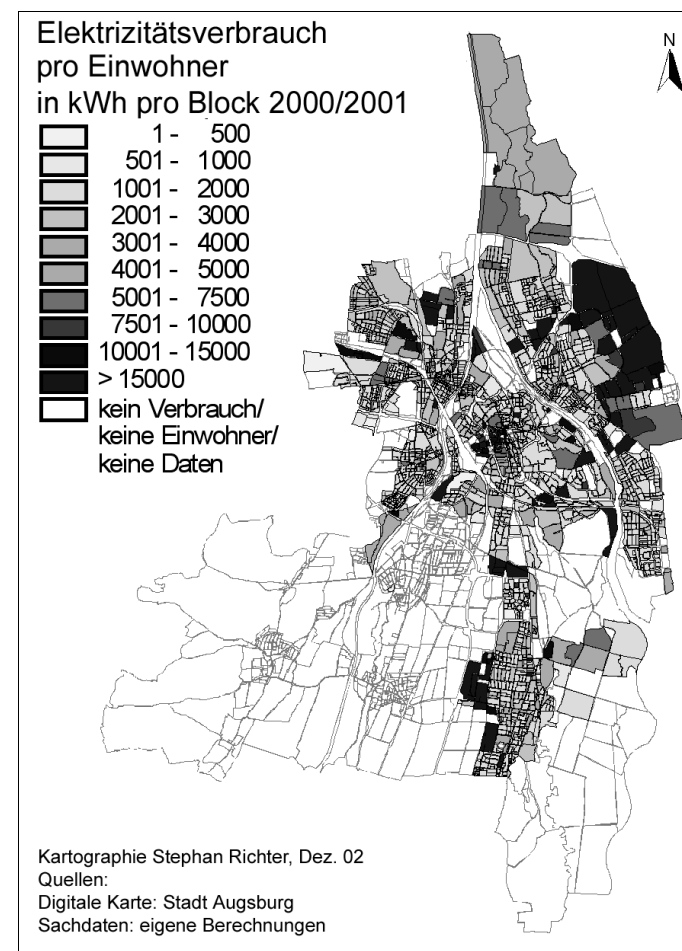 Elektrizitätsverbrauch
pro Einwohner
in kWh pro Block 2000/2001
N
1 - 500
501 - 1000
1001 - 2000
2001 - 3000
3001 - 4000
4001 - 5000
5001 - 7500
7501 - 10000
10001 - 15000
> 15000
kein Verbrauch/
keine Einwohner/
keine Daten
Kartographie Stephan Richter, Dez. 02
Quellen:
Digitale Karte: Stadt Augsburg
Sachdaten: eigene Berechnungen